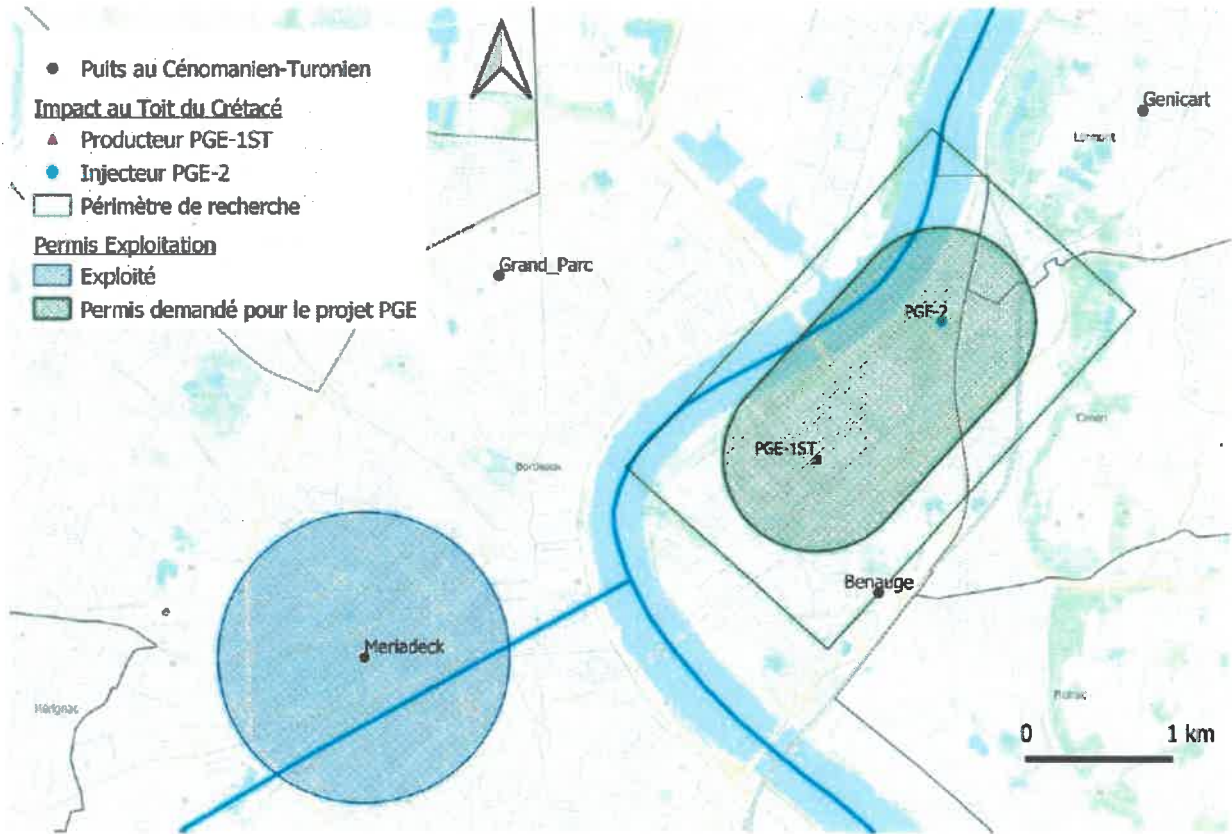 Puits au Cénomanien-Turonien
Impact au Toit du Crétacé
Producteur PGE-1ST
Injecteur PGE-2
Périmètre de recherche
Permis Exploitation
Exploité
Permis demandé pour le projet PGE
Genicart
Lormont
Grand_Parc
PGE-2
Cenon
PGE-1ST
Bordeaux
Benauge
Meriadeck
Mérignac
Floirac
0 1 km